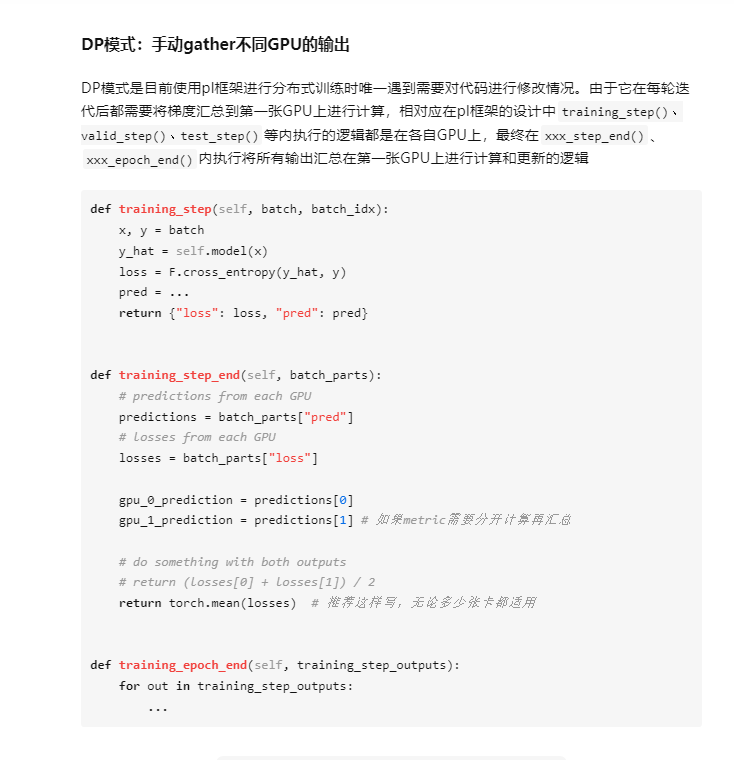 DP模式：手动gather不同GPU的输出
DP模式是目前使用pl框架进行分布式训练时唯一遇到需要对代码进行修改情况。由于它在每轮迭
代后都需要将梯度汇总到第一张GPU上进行计算，相对应在pl框架的设计中 training_step()、
valid_step()、test_step() 等内执行的逻辑都是在各自GPU上，最终在 xxx_step_end() 、
xxx_epoch_end() 内执行将所有输出汇总在第一张GPU上进行计算和更新的逻辑
def training_step(self, batch, batch_idx):
    x, y = batch
    y_hat = self.model(x)
    loss = F.cross_entropy(y_hat, y)
    pred = ...
    return {"loss": loss, "pred": pred}
def training_step_end(self, batch_parts):
    # predictions from each GPU
    predictions = batch_parts["pred"]
    # losses from each GPU
    losses = batch_parts["loss"]
    gpu_0_prediction = predictions[0]
    gpu_1_prediction = predictions[1] # 如果metric需要分开计算再汇总
    # do something with both outputs
    # return (losses[0] + losses[1]) / 2
    return torch.mean(losses)  # 推荐这样写，无论多少张卡都适用
def training_epoch_end(self, training_step_outputs):
    for out in training_step_outputs:
        ...